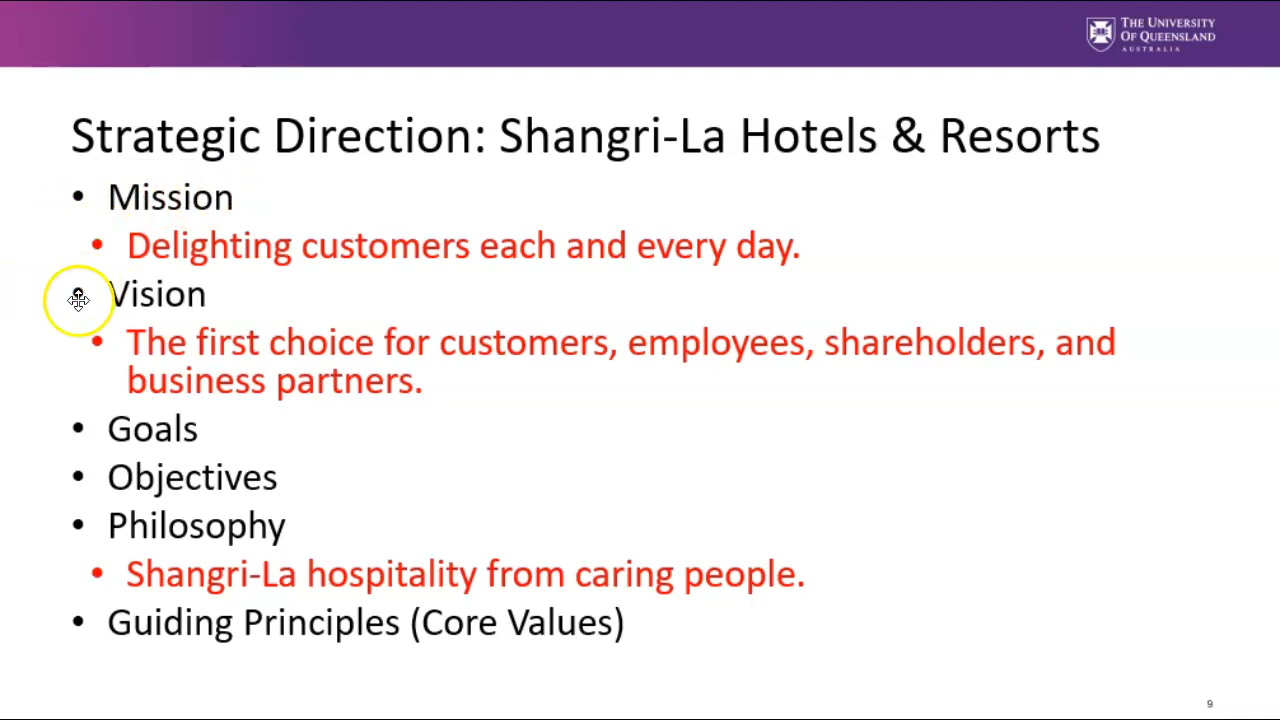 THE UNIVERSITY
OF QUEENSLAND
AUSTRALIA
Strategic Direction: Shangri-La Hotels & Resorts
• Mission
• Delighting customers each and every day.
• Vision
• The first choice for customers, employees, shareholders, and
business partners.
• Goals
• Objectives
• Philosophy
• Shangri-La hospitality from caring people.
• Guiding Principles (Core Values)
9